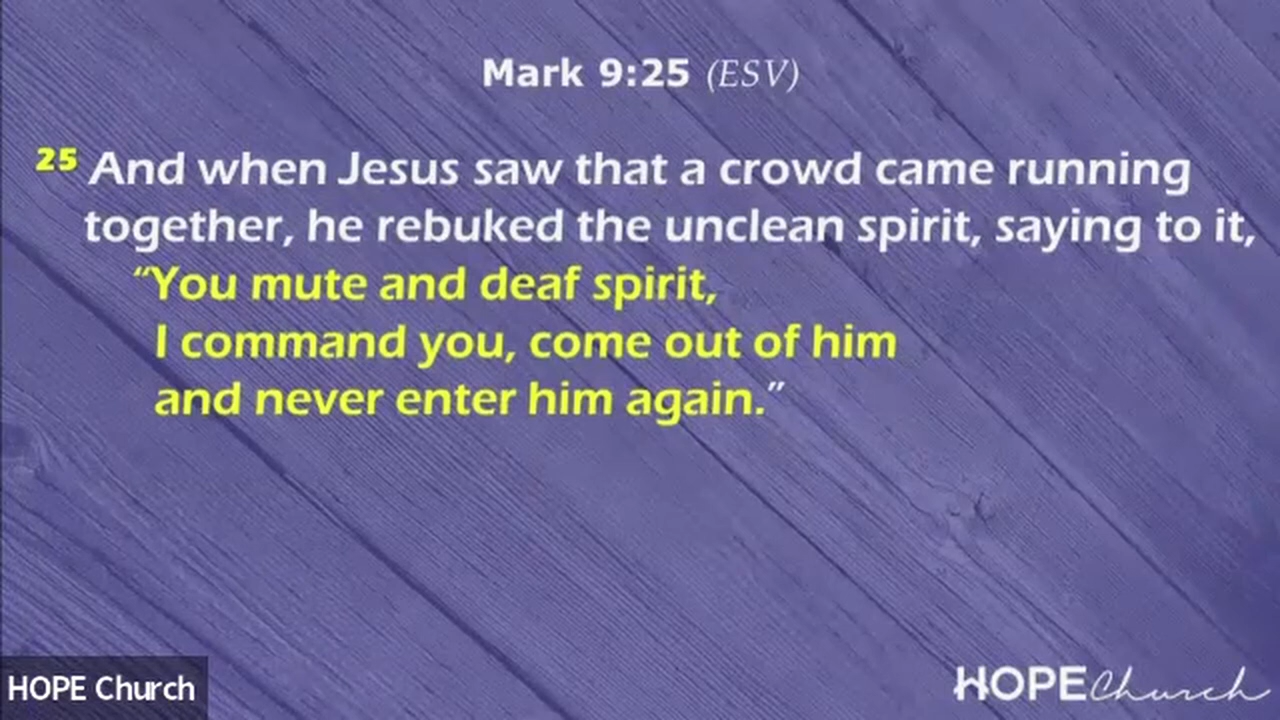 Mark 9:25 (ESV)
25 And when Jesus saw that a crowd came running
together, he rebuked the unclean spirit, saying to it,
“You mute and deaf spirit,
I command you, come out of him
and never enter him again.”
HOPE Church
HOPE Church